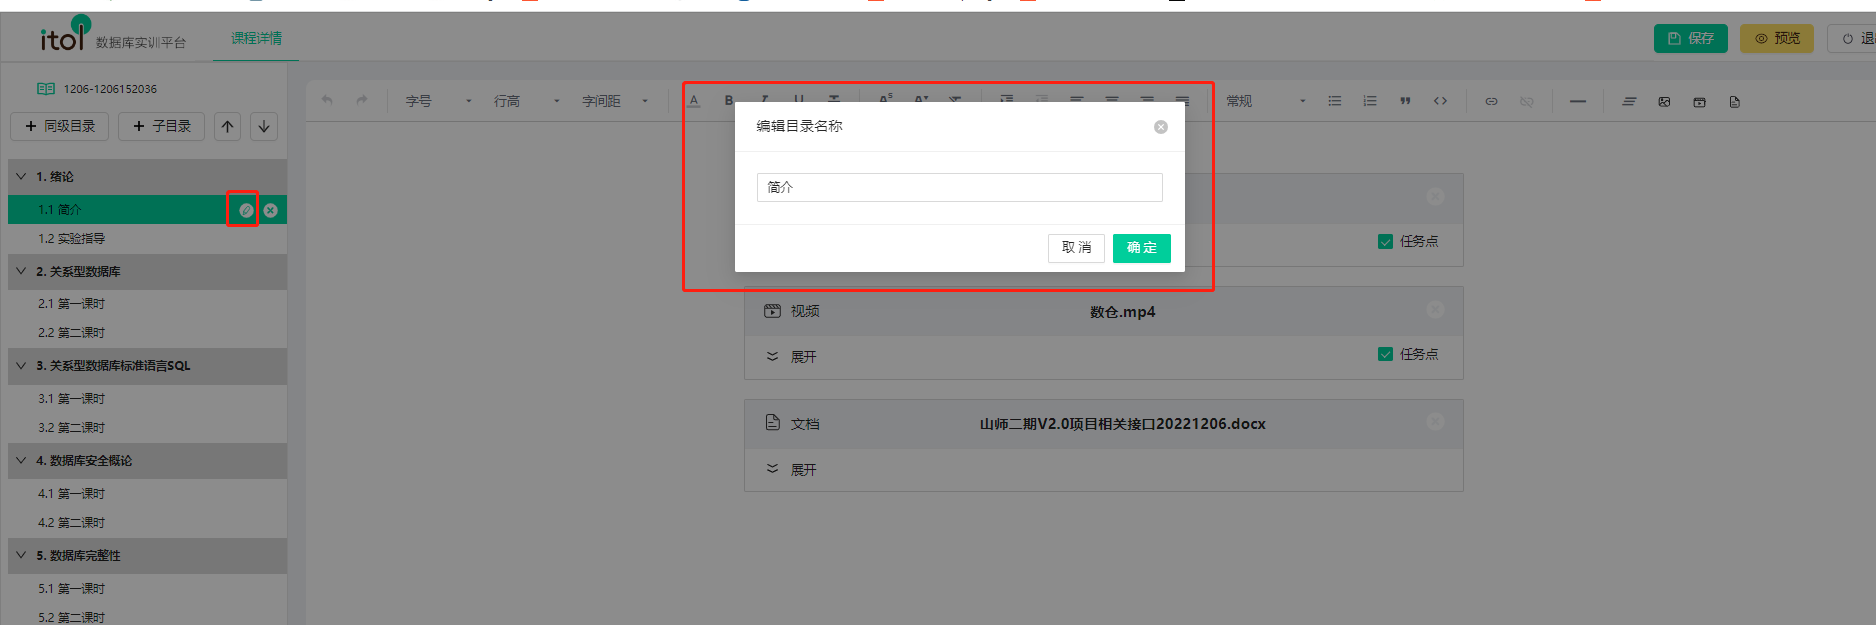 itol 数据库实训平台
课程详情
保存
预览
1206-1206152036
同级目录
子目录
字号
行高
字间距
常规
编辑目录名称
简介
取 消
确 定
1. 绪论
1.1 简介
1.2 实验指导
2. 关系型数据库
2.1 第一课时
2.2 第二课时
3. 关系型数据库标准语言SQL
3.1 第一课时
3.2 第二课时
4. 数据库安全概论
4.1 第一课时
4.2 第二课时
5. 数据库完整性
5.1 第一课时
5.2 第二课时
任务点
视频
数仓.mp4
展开
任务点
文档
山师二期V2.0项目相关接口20221206.docx
展开